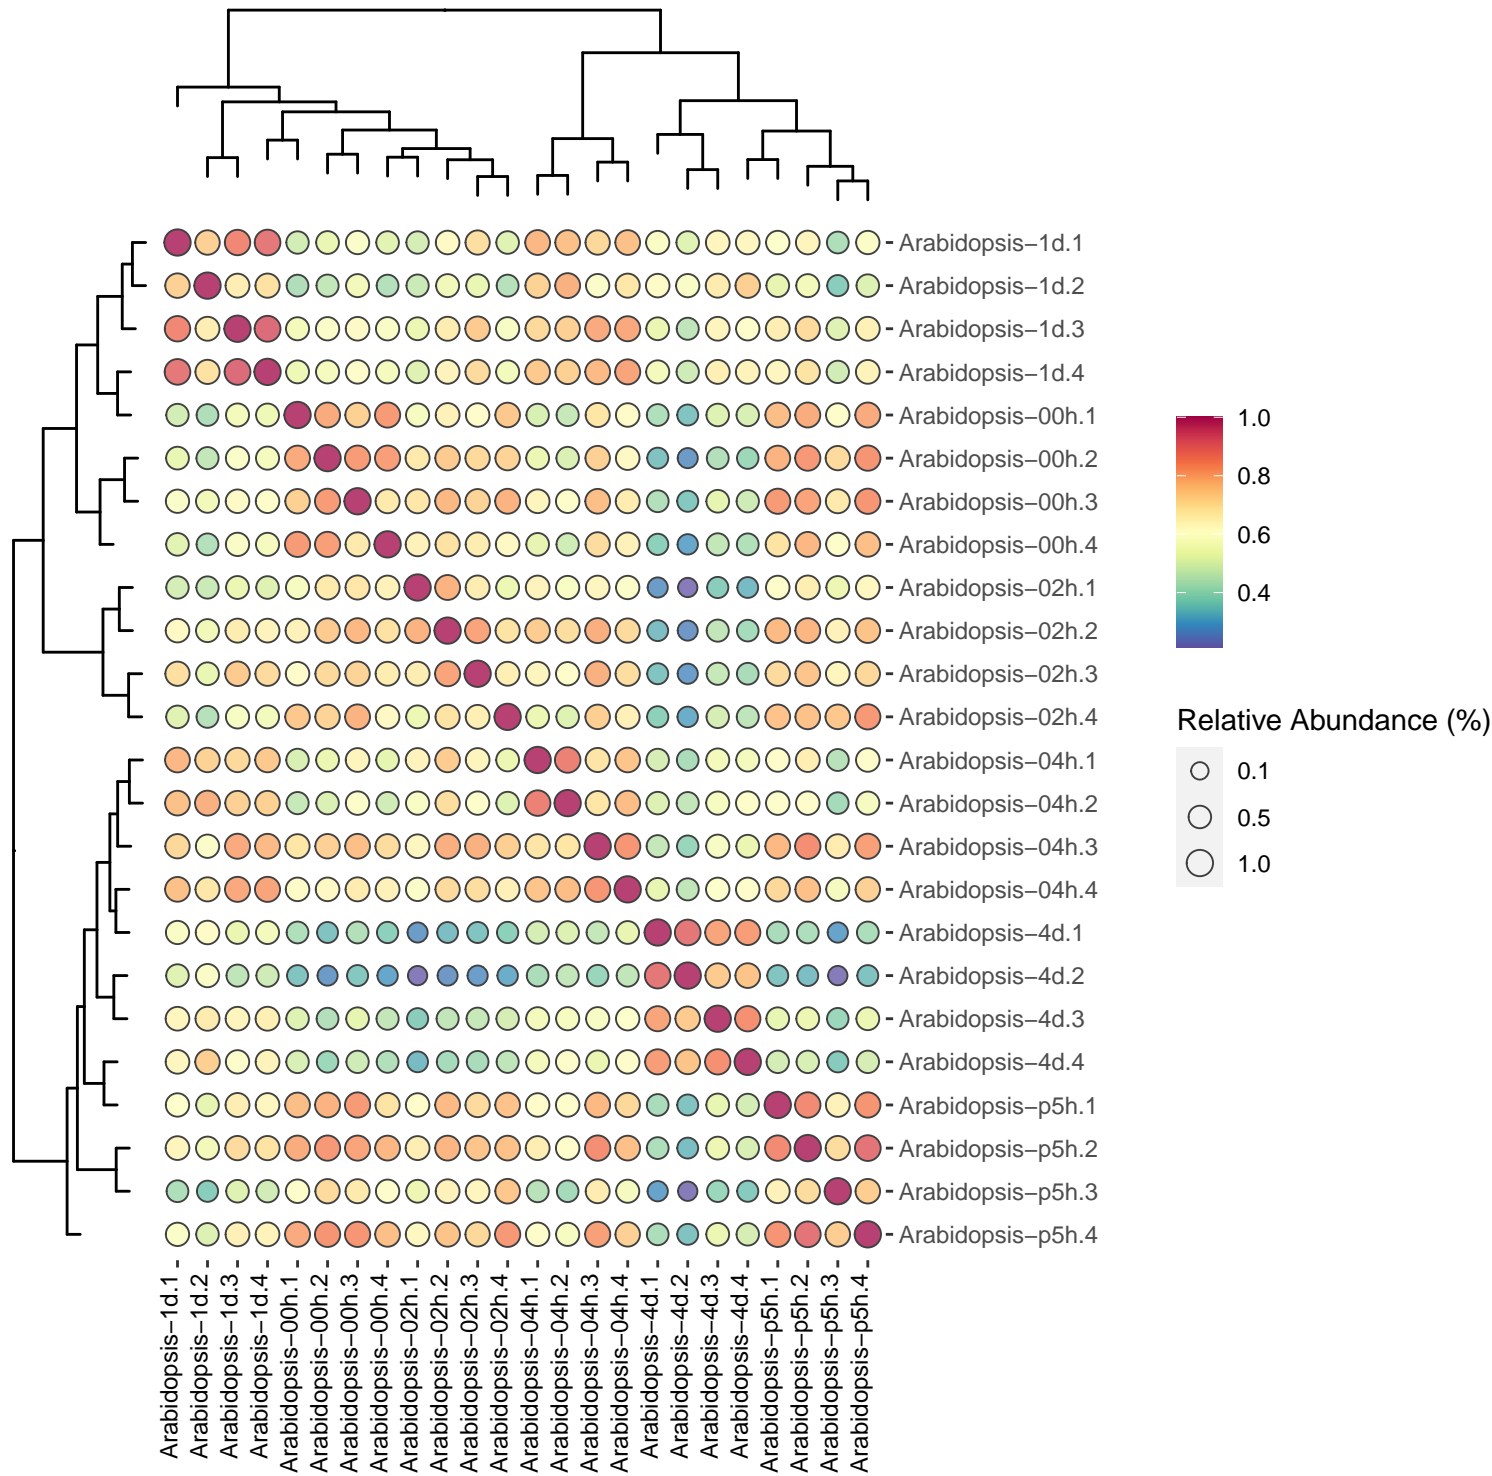 Arabidopsis−1d.1
Arabidopsis−1d.2
Arabidopsis−1d.3
Arabidopsis−1d.4
Arabidopsis−00h.1
Arabidopsis−00h.2
Arabidopsis−00h.3
Arabidopsis−00h.4
Arabidopsis−02h.1
Arabidopsis−02h.2
Arabidopsis−02h.3
Arabidopsis−02h.4
Arabidopsis−04h.1
Arabidopsis−04h.2
Arabidopsis−04h.3
Arabidopsis−04h.4
Arabidopsis−4d.1
Arabidopsis−4d.2
Arabidopsis−4d.3
Arabidopsis−4d.4
Arabidopsis−p5h.1
Arabidopsis−p5h.2
Arabidopsis−p5h.3
Arabidopsis−p5h.4
1.0
0.8
0.6
0.4
Relative Abundance (%)
0.1
0.5
1.0
Arabidopsis−1d.1
Arabidopsis−1d.2
Arabidopsis−1d.3
Arabidopsis−1d.4
Arabidopsis−00h.1
Arabidopsis−00h.2
Arabidopsis−00h.3
Arabidopsis−00h.4
Arabidopsis−02h.1
Arabidopsis−02h.2
Arabidopsis−02h.3
Arabidopsis−02h.4
Arabidopsis−04h.1
Arabidopsis−04h.2
Arabidopsis−04h.3
Arabidopsis−04h.4
Arabidopsis−4d.1
Arabidopsis−4d.2
Arabidopsis−4d.3
Arabidopsis−4d.4
Arabidopsis−p5h.1
Arabidopsis−p5h.2
Arabidopsis−p5h.3
Arabidopsis−p5h.4